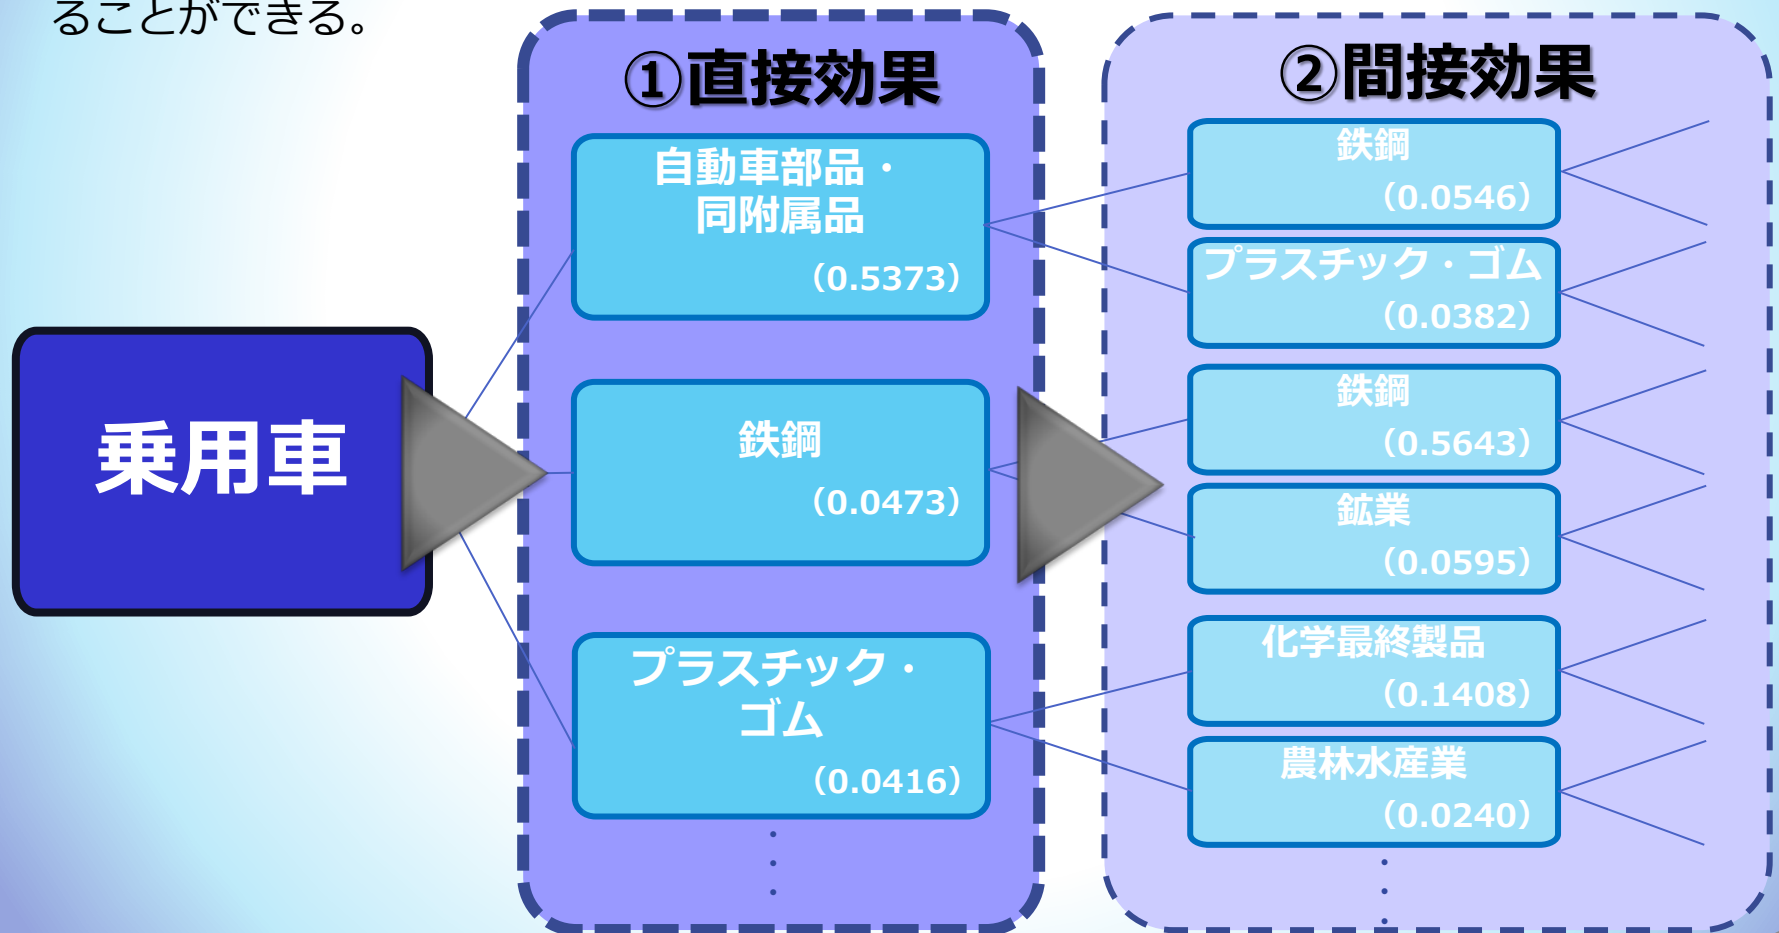 ることができる。
①直接効果
②間接効果
乗用車
自動車部品・
同附属品
（0.5373）
鉄鋼
（0.0473）
プラスチック・
ゴム
（0.0416）
・
・
・
鉄鋼
（0.0546）
プラスチック・ゴム
（0.0382）
鉄鋼
（0.5643）
鉱業
（0.0595）
化学最終製品
（0.1408）
農林水産業
（0.0240）
・
・
・